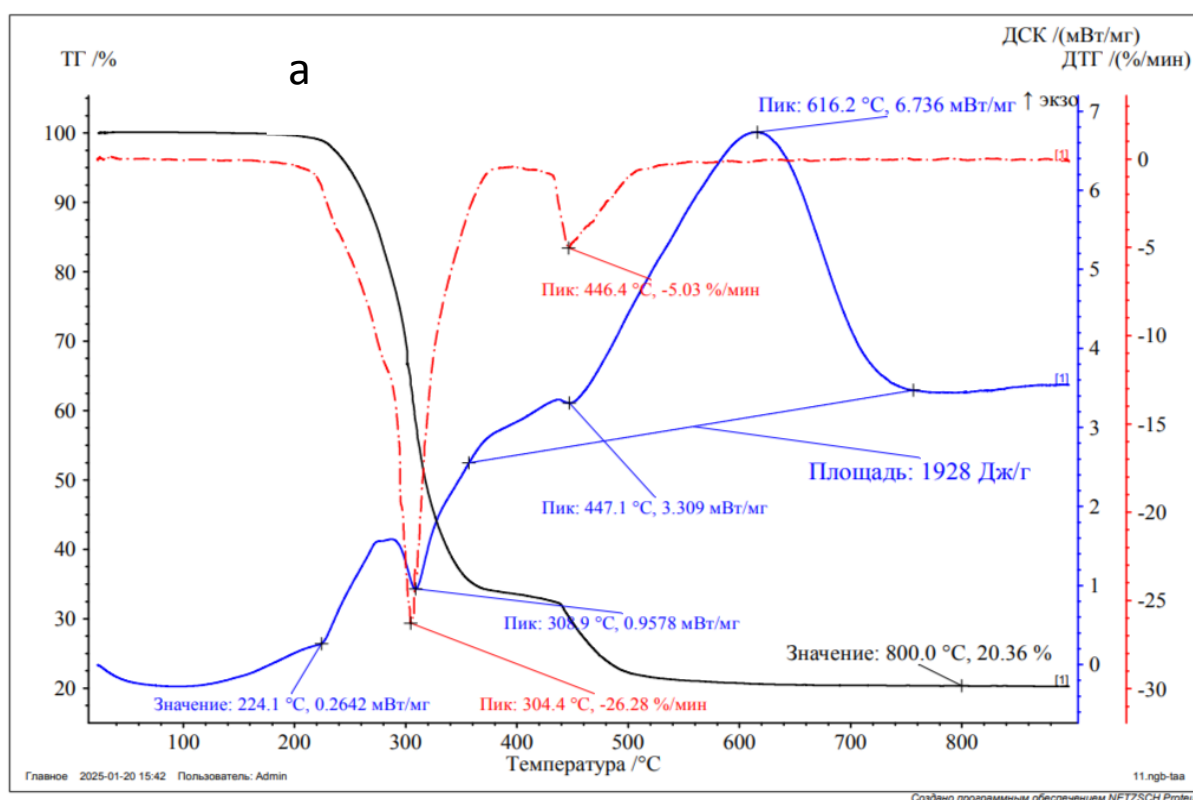 ДСК /(мВт/мг)
ТГ /%
ДТГ /(%/мин)
a
Пик: 616.2 °C, 6.736 мВт/мг
↑ экзо
7
100
[1]
0
90
6
80
-5
5
Пик: 446.4 °C, -5.03 %/мин
70
-10
4
60
[1]
-15
3
50
Площадь: 1928 Дж/г
Пик: 447.1 °C, 3.309 мВт/мг
2
-20
40
1
-25
30
Пик: 308.9 °C, 0.9578 мВт/мг
Значение: 800.0 °C, 20.36 %
0
20
[1]
-30
Значение: 224.1 °C, 0.2642 мВт/мг
Пик: 304.4 °C, -26.28 %/мин
100 200 300 400 500 600 700 800
Температура /°C
Главное 2025-01-20 15:42 Пользователь: Admin
11.ngb-taa
Создано программным обеспечением NETZSCH Proteu